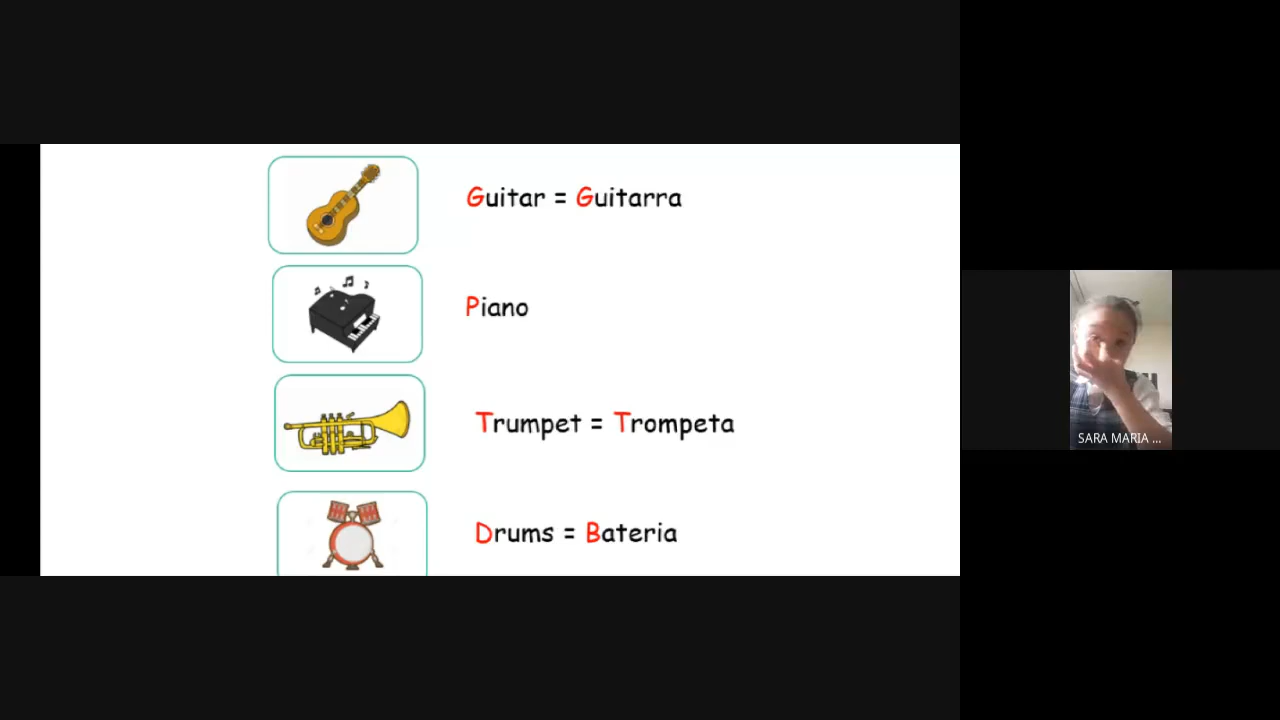 Guitar = Guitarra
Piano
Trumpet = Trompeta
Drums = Bateria
SARA MARIA ...